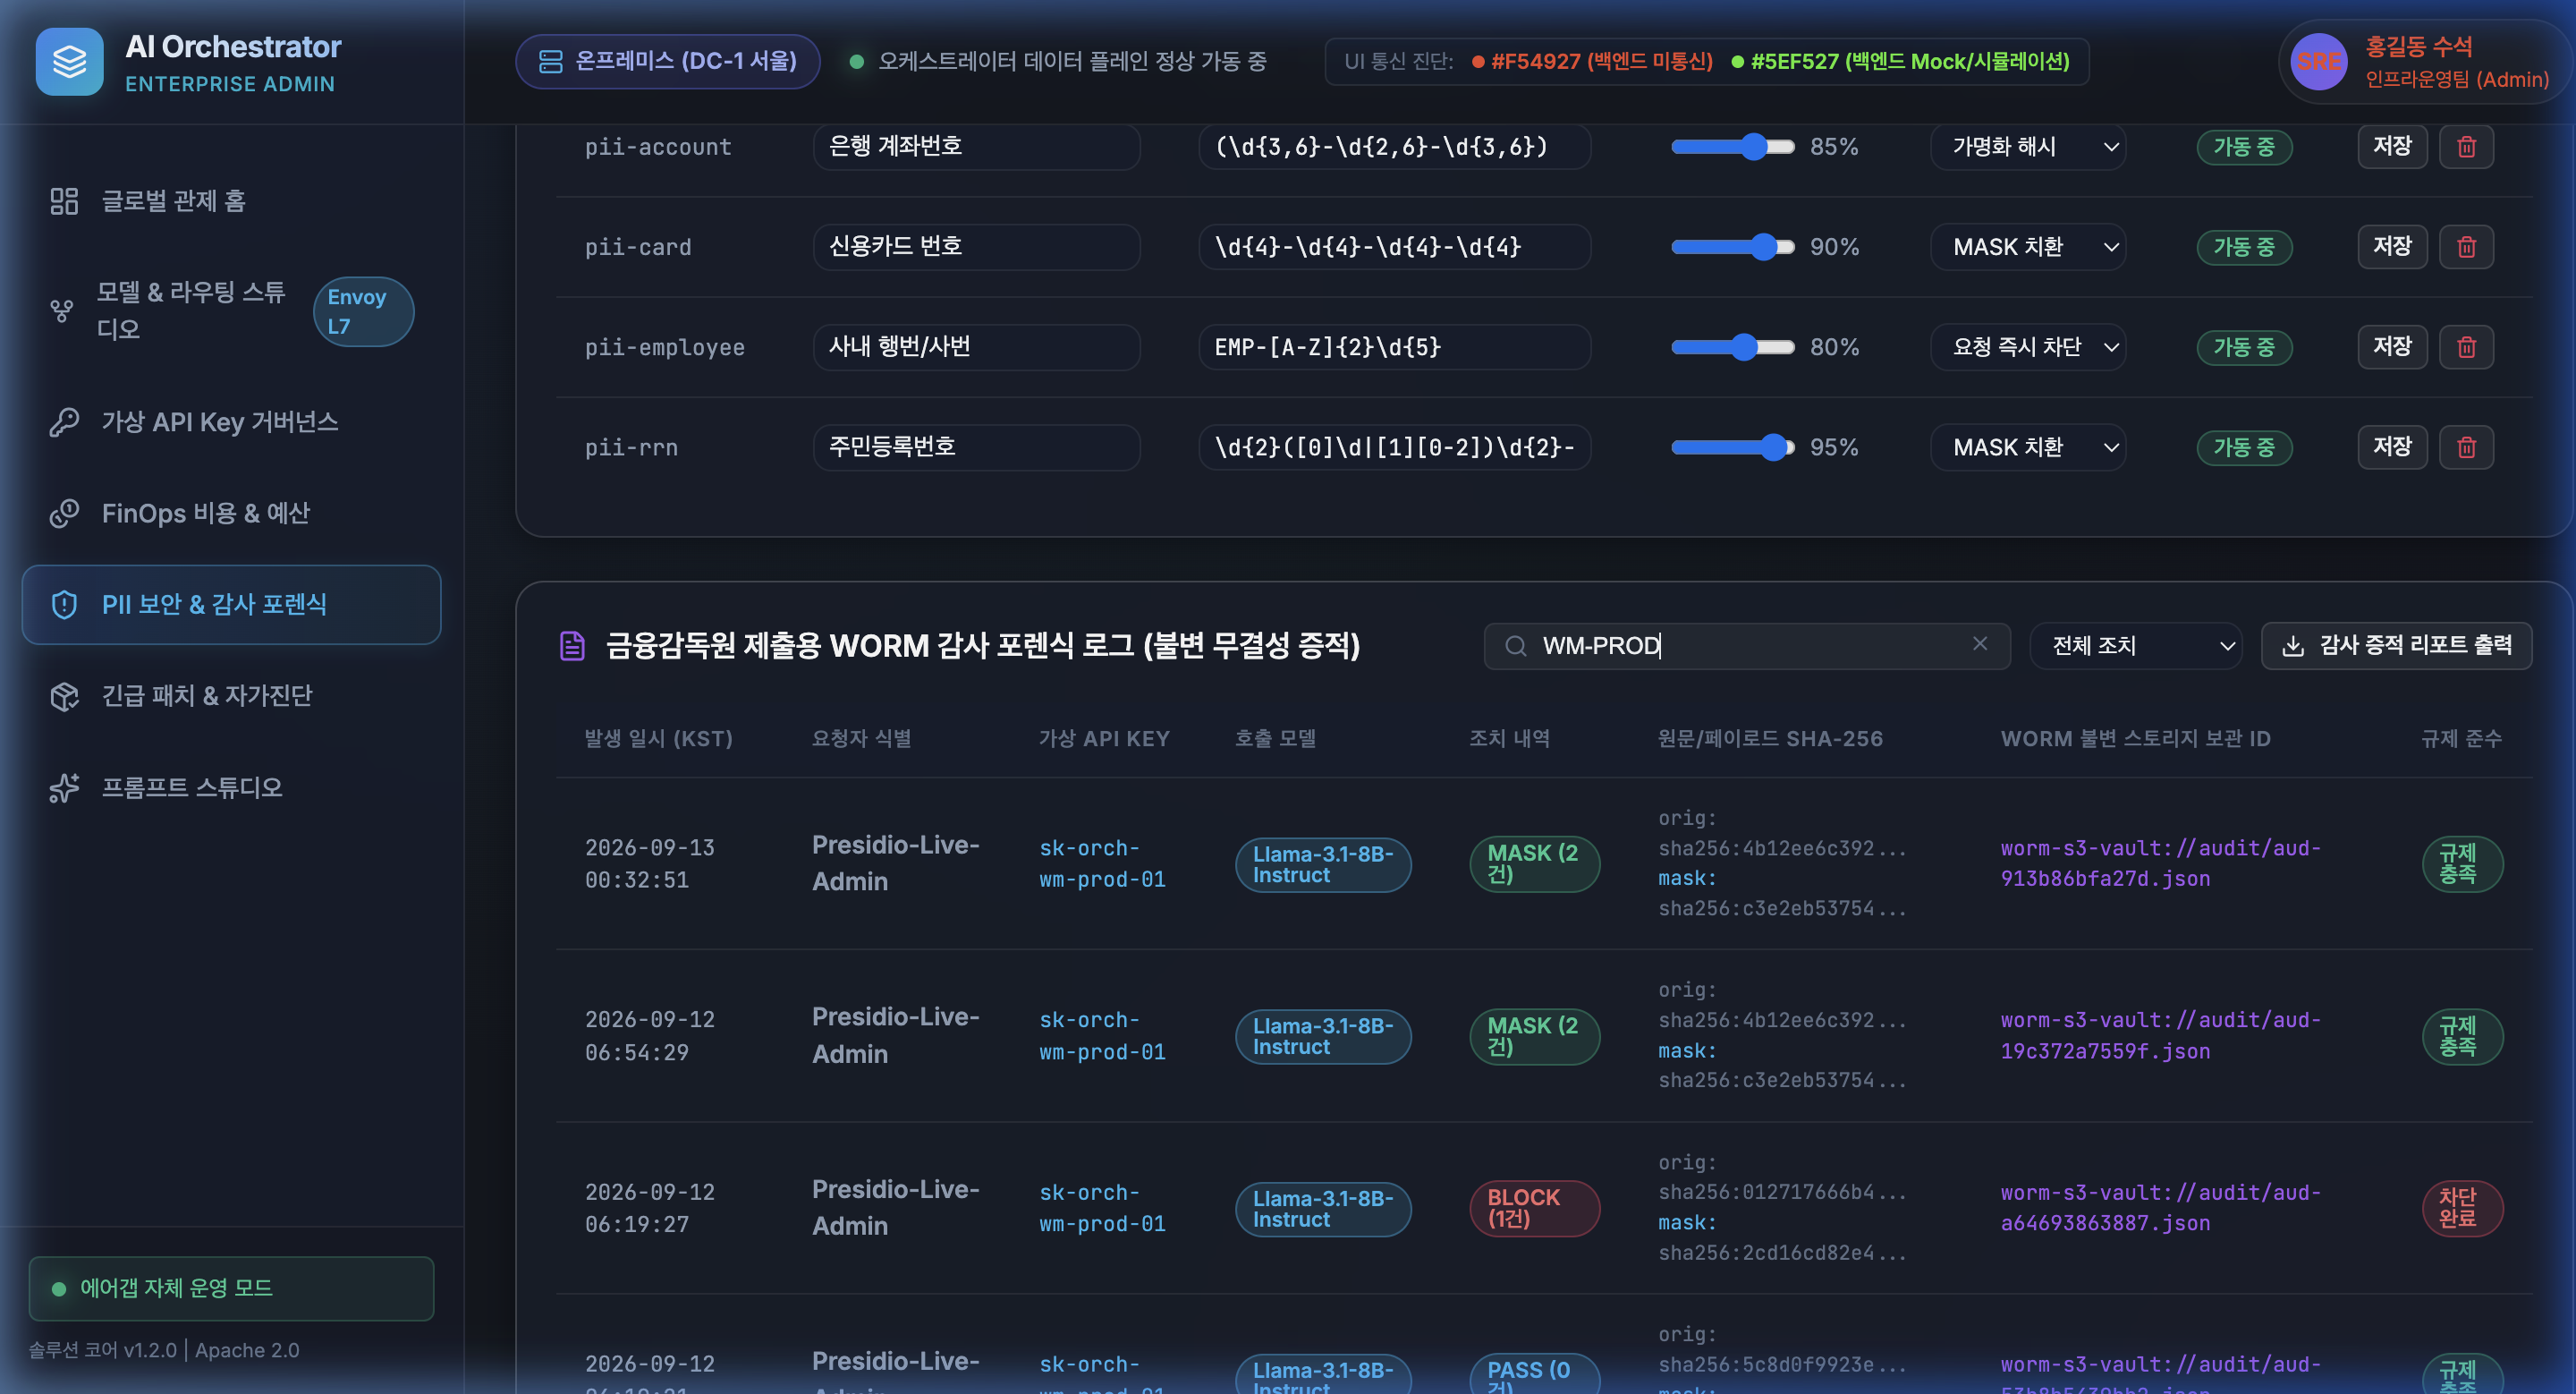 AI Orchestrator
ENTERPRISE ADMIN
글로벌 관제 홈
모델 & 라우팅 스튜
디오
Envoy
L7
가상 API Key 거버넌스
FinOps 비용 & 예산
PII 보안 & 감사 포렌식
긴급 패치 & 자가진단
프롬프트 스튜디오
에어갭 자체 운영 모드
솔루션 코어 v1.2.0 | Apache 2.0
온프레미스 (DC-1 서울)
오케스트레이터 데이터 플레인 정상 가동 중
UI 통신 진단: #F54927 (백엔드 미통신) #5EF527 (백엔드 Mock/시뮬레이션)
SRE
홍길동 수석
인프라운영팀 (Admin)
pii-account 은행 계좌번호 (\d{3,6}-\d{2,6}-\d{3,6}) 85% 가명화 해시 가동 중 저장
pii-card 신용카드 번호 \d{4}-\d{4}-\d{4}-\d{4} 90% MASK 치환 가동 중 저장
pii-employee 사내 행번/사번 EMP-[A-Z]{2}\d{5} 80% 요청 즉시 차단 가동 중 저장
pii-rrn 주민등록번호 \d{2}([0]\d|[1][0-2])\d{2}- 95% MASK 치환 가동 중 저장
금융감독원 제출용 WORM 감사 포렌식 로그 (불변 무결성 증적)
WM-PROD
전체 조치
감사 증적 리포트 출력
발생 일시 (KST) 요청자 식별 가상 API KEY 호출 모델 조치 내역 원문/페이로드 SHA-256 WORM 불변 스토리지 보관 ID 규제 준수
2026-09-13
00:32:51
Presidio-Live-
Admin
sk-orch-
wm-prod-01
Llama-3.1-8B-
Instruct
MASK (2
건)
orig:
sha256:4b12ee6c392...
mask:
sha256:c3e2eb53754...
worm-s3-vault://audit/aud-
913b86bfa27d.json
규제
충족
2026-09-12
06:54:29
Presidio-Live-
Admin
sk-orch-
wm-prod-01
Llama-3.1-8B-
Instruct
MASK (2
건)
orig:
sha256:4b12ee6c392...
mask:
sha256:c3e2eb53754...
worm-s3-vault://audit/aud-
19c372a7559f.json
규제
충족
2026-09-12
06:19:27
Presidio-Live-
Admin
sk-orch-
wm-prod-01
Llama-3.1-8B-
Instruct
BLOCK
(1건)
orig:
sha256:012717666b4...
mask:
sha256:2cd16cd82e4...
worm-s3-vault://audit/aud-
a64693863887.json
차단
완료
2026-09-12
Presidio-Live-
sk-orch-
Llama-3.1-8B-
Instruct
PASS (0
건)
orig:
sha256:5c8d0f9923e...
worm-s3-vault://audit/aud-
규제
충족